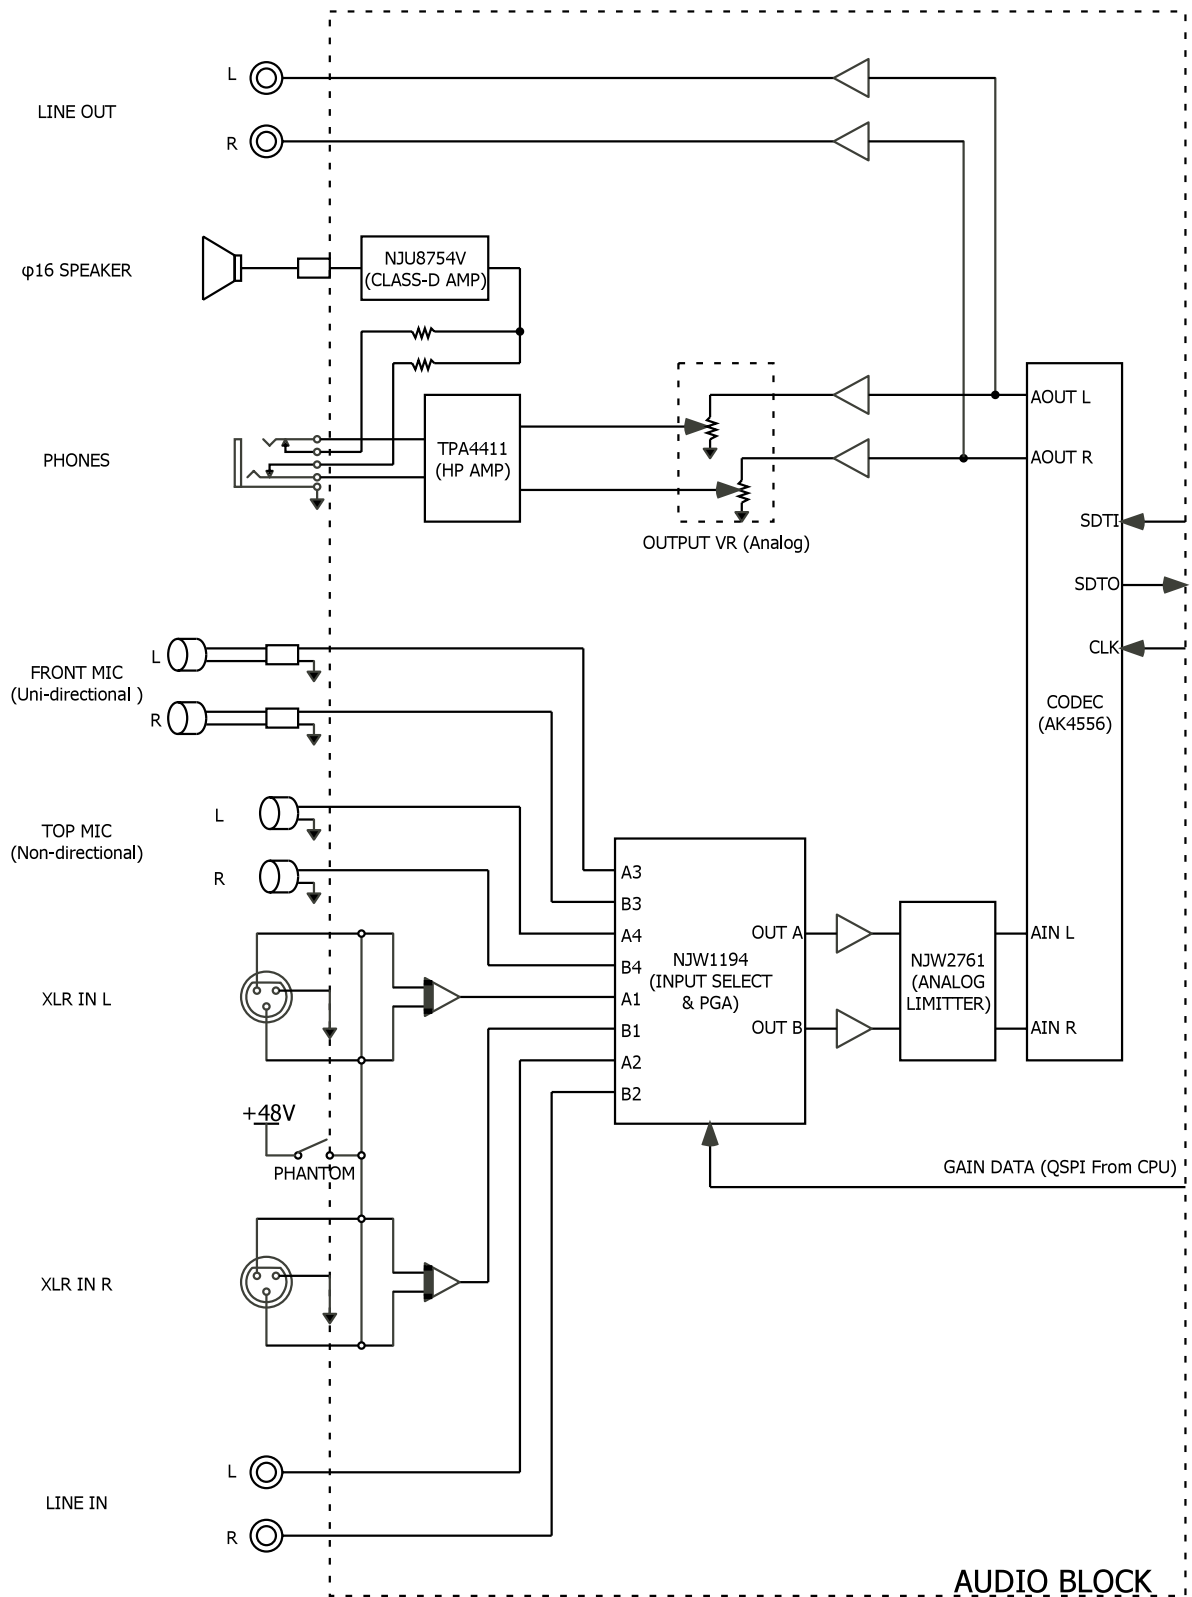 L
LINE OUT
R
φ16 SPEAKER
NJU8754V
(CLASS-D AMP)
PHONES
TPA4411
(HP AMP)
OUTPUT VR (Analog)
AOUT L
AOUT R
SDTI
SDTO
CLK
CODEC
(AK4556)
L
FRONT MIC
(Uni-directional )
R
L
TOP MIC
(Non-directional)
R
A3
B3
A4
B4
A1
B1
A2
B2
NJW1194
(INPUT SELECT
& PGA)
OUT A
OUT B
NJW2761
(ANALOG
LIMITTER)
AIN L
AIN R
XLR IN L
+48V
PHANTOM
GAIN DATA (QSPI From CPU)
XLR IN R
L
LINE IN
R
AUDIO BLOCK